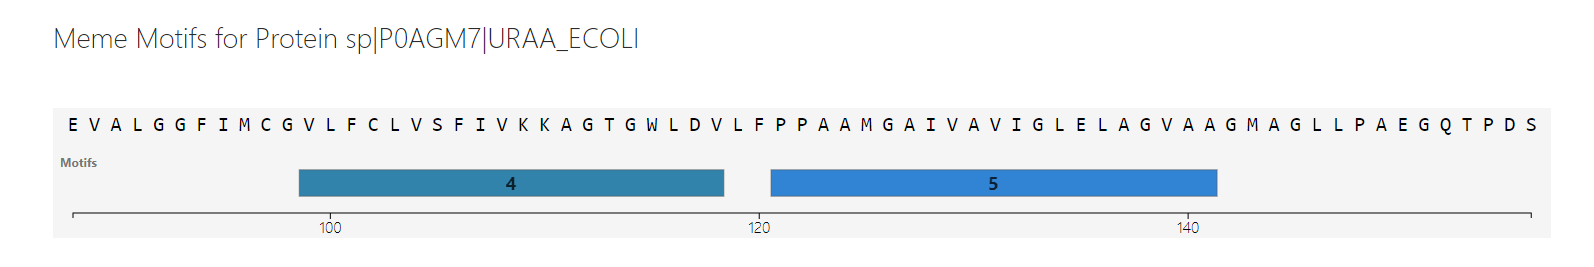 Meme Motifs for Protein sp|P0AGM7|URAA_ECOLI
E V A L G G F I M C G V L F C L V S F I V K K A G T G W L D V L F P P A A M G A I V A V I G L E L A G V A A G M A G L L P A E G Q T P D S
Motifs
4 5
100 120 140